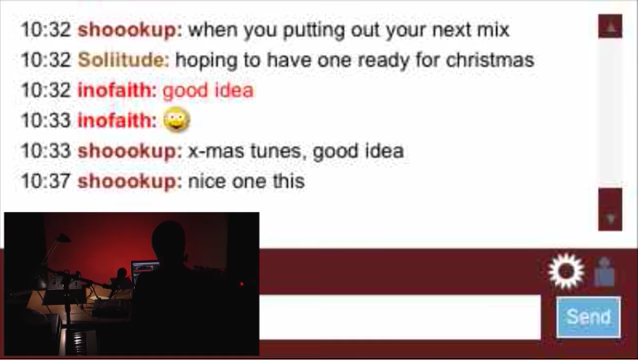 10:32 shoookup: when you putting out your next mix
10:32 Soliitude: hoping to have one ready for christmas
10:32 inofaith: good idea
10:33 inofaith:
10:33 shoookup: x-mas tunes, good idea
10:37 shoookup: nice one this
Send